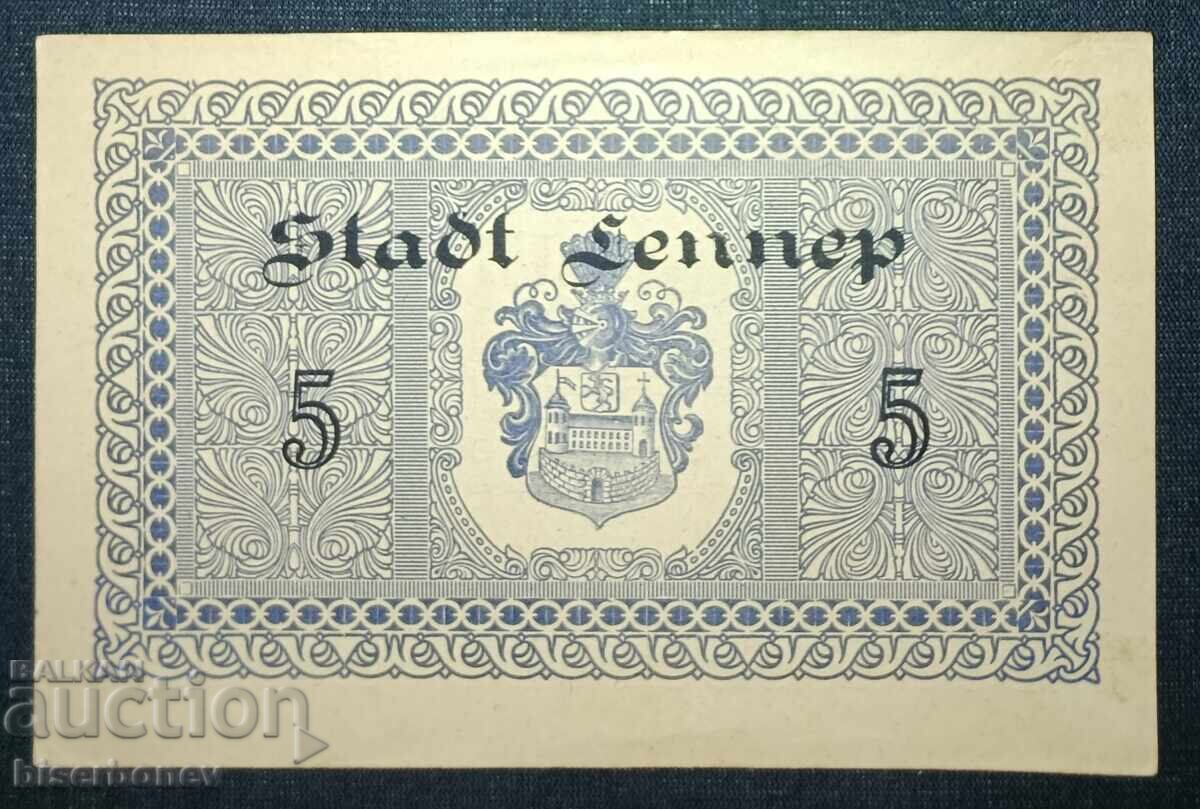 Stadt Lennep
5 5
BALKAN
auction
biserbonev